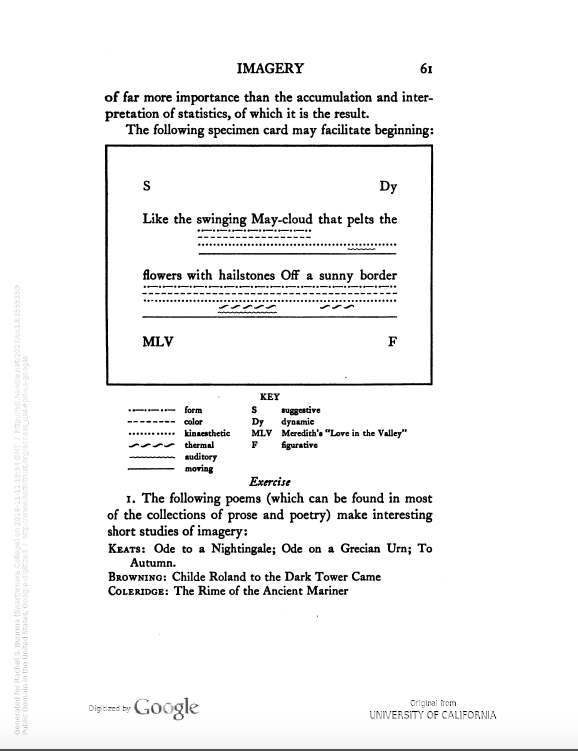 IMAGERY 61
of far more importance than the accumulation and inter-
pretation of statistics, of which it is the result.
The following specimen card may facilitate beginning:
S Dy
Like the swinging May-cloud that pelts the
flowers with hailstones Off a sunny border
MLV F
KEY
form S suggestive
color Dy dynamic
kinaesthetic MLV Meredith's "Love in the Valley"
thermal F figurative
auditory
moving
Exercise
1. The following poems (which can be found in most
of the collections of prose and poetry) make interesting
short studies of imagery:
KEATS: Ode to a Nightingale; Ode on a Grecian Urn; To
Autumn.
BROWNING: Childe Roland to the Dark Tower Came
COLERIDGE: The Rime of the Ancient Mariner
Digitized by Google
Original from
UNIVERSITY OF CALIFORNIA